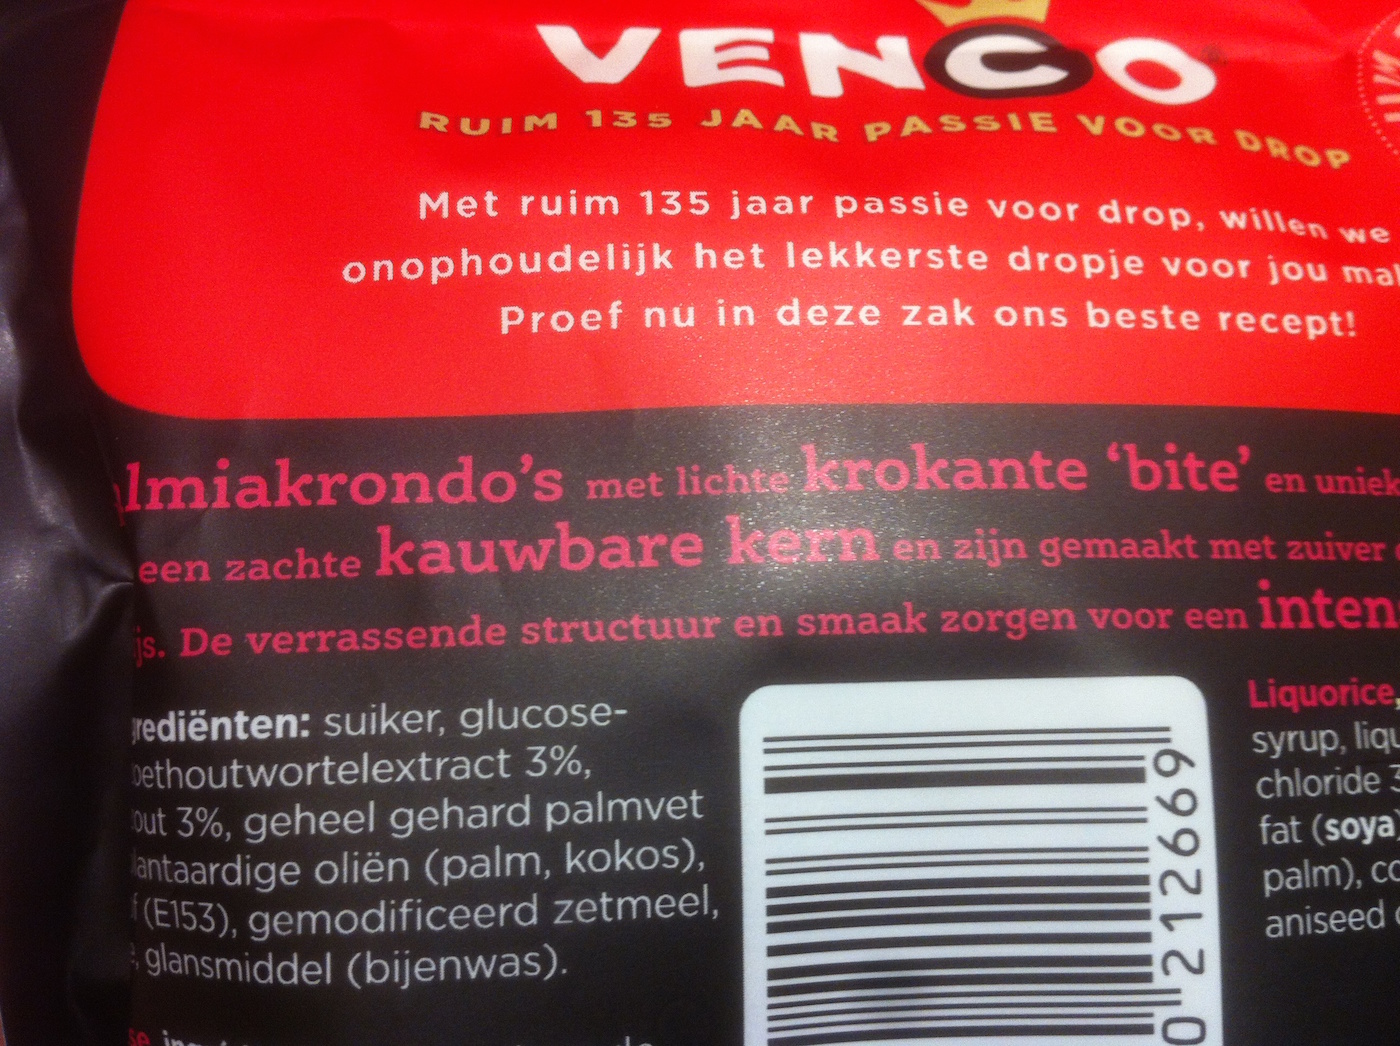 VENCO
RUIM 135 JAAR PASSIE VOOR DROP
Met ruim 135 jaar passie voor drop, willen we
onophoudelijk het lekkerste dropje voor jou mak
Proef nu in deze zak ons beste recept!
lmiakrondo's met lichte krokante 'bite' en uniek
een zachte kauwbare kern en zijn gemaakt met zuiver
js. De verrassende structuur en smaak zorgen voor een inten
rediënten: suiker, glucose-
oethoutwortelextract 3%,
out 3%, geheel gehard palmvet
lantaardige oliën (palm, kokos),
f (E153), gemodificeerd zetmeel,
e, glansmiddel (bijenwas).
0 212669
Liquorice,
syrup, liqu
chloride 3
fat (soya
palm), co
aniseed